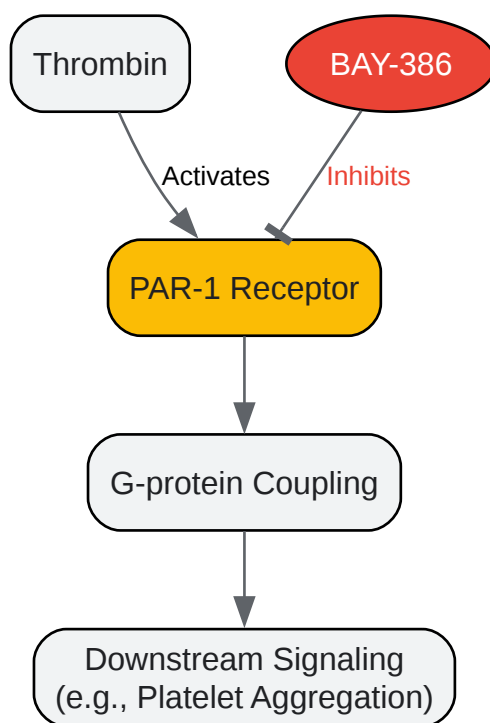 Thrombin
BAY-386
Activates
Inhibits
PAR-1 Receptor
G-protein Coupling
Downstream Signaling
(e.g., Platelet Aggregation)